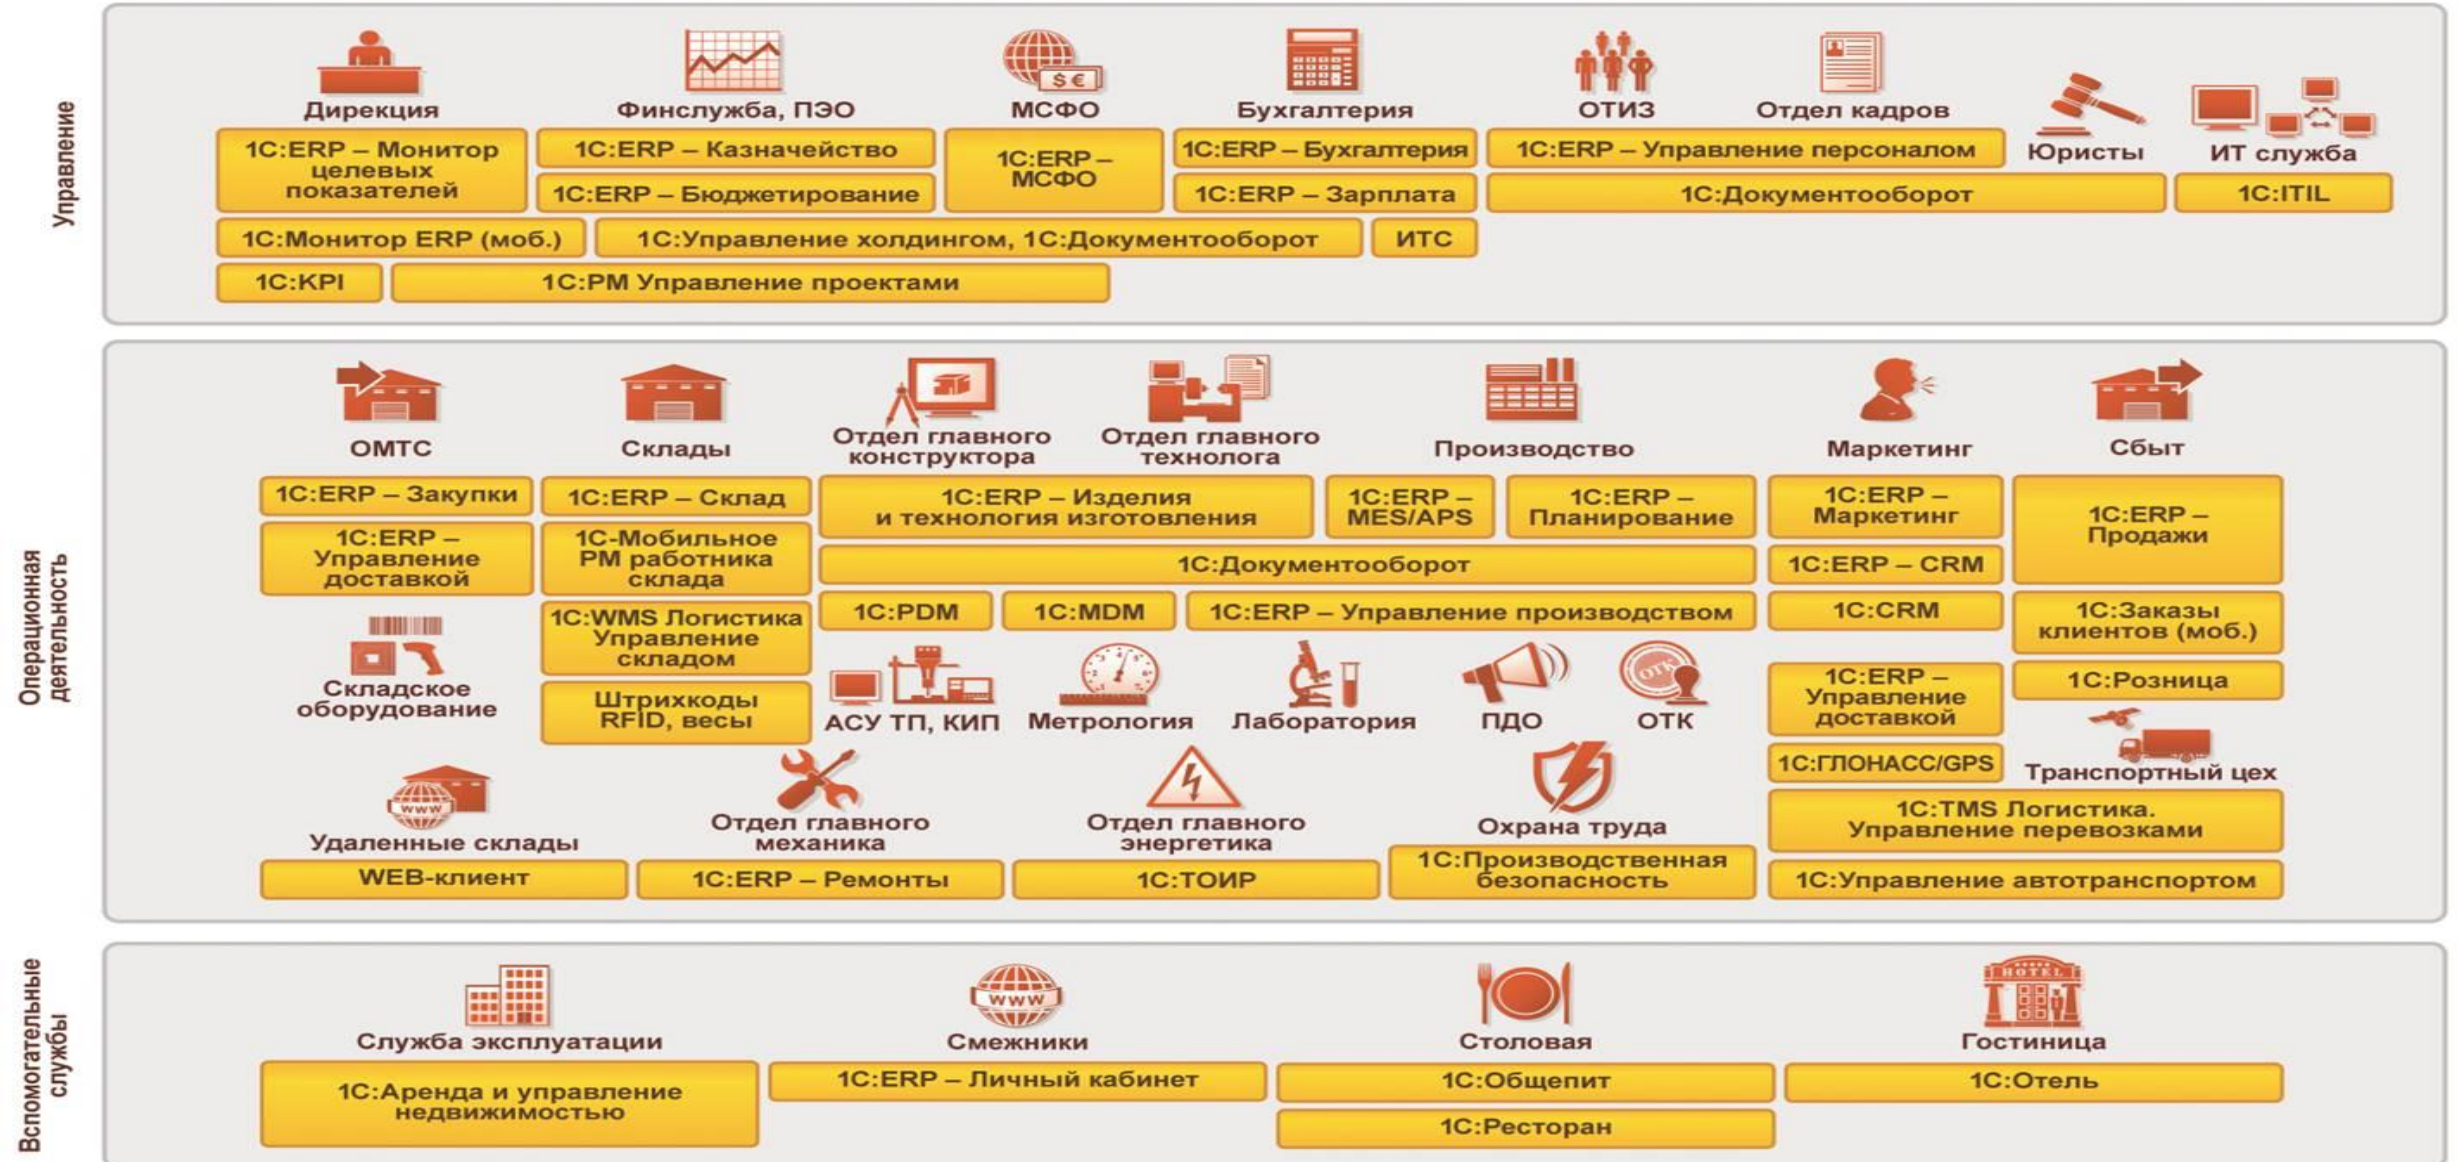 Управление
Дирекция
Финслужба, ПЭО
МСФО
$ €
Бухгалтерия
ОТИЗ
Отдел кадров
Юристы
ИТ служба
1С:ERP – Монитор
целевых
показателей
1С:ERP – Казначейство
1С:ERP – Бюджетирование
1С:ERP –
МСФО
1С:ERP – Бухгалтерия
1С:ERP – Зарплата
1С:ERP – Управление персоналом
1С:Документооборот
1С:ITIL
1С:Монитор ERP (моб.)
1С:Управление холдингом, 1С:Документооборот
ИТС
1С:KPI
1С:PM Управление проектами
Операционная
деятельность
ОМТС
Склады
Отдел главного
конструктора
Отдел главного
технолога
Производство
Маркетинг
Сбыт
1С:ERP – Закупки
1С:ERP – Склад
1С:ERP – Изделия
и технология изготовления
1С:ERP –
MES/APS
1С:ERP –
Планирование
1С:ERP –
Маркетинг
1С:ERP –
Продажи
1С:ERP –
Управление
доставкой
1С-Мобильное
РМ работника
склада
1С:Документооборот
1С:ERP – CRM
1С:WMS Логистика
Управление
складом
1С:PDM
1С:MDM
1С:ERP – Управление производством
1С:CRM
1С:Заказы
клиентов (моб.)
Складское
оборудование
Штрихкоды
RFID, весы
АСУ ТП, КИП
Метрология
Лаборатория
ПДО
ОТК
ОТК
1С:ERP –
Управление
доставкой
1С:Розница
1С:ГЛОНАСС/GPS
Транспортный цех
www
Удаленные склады
Отдел главного
механика
Отдел главного
энергетика
Охрана труда
1С:TMS Логистика.
Управление перевозками
WEB-клиент
1С:ERP – Ремонты
1С:ТОИР
1С:Производственная
безопасность
1С:Управление автотранспортом
Вспомогательные
службы
Служба эксплуатации
www
Смежники
Столовая
HOTEL
Гостиница
1С:Аренда и управление
недвижимостью
1С:ERP – Личный кабинет
1С:Общепит
1С:Ресторан
1С:Отель